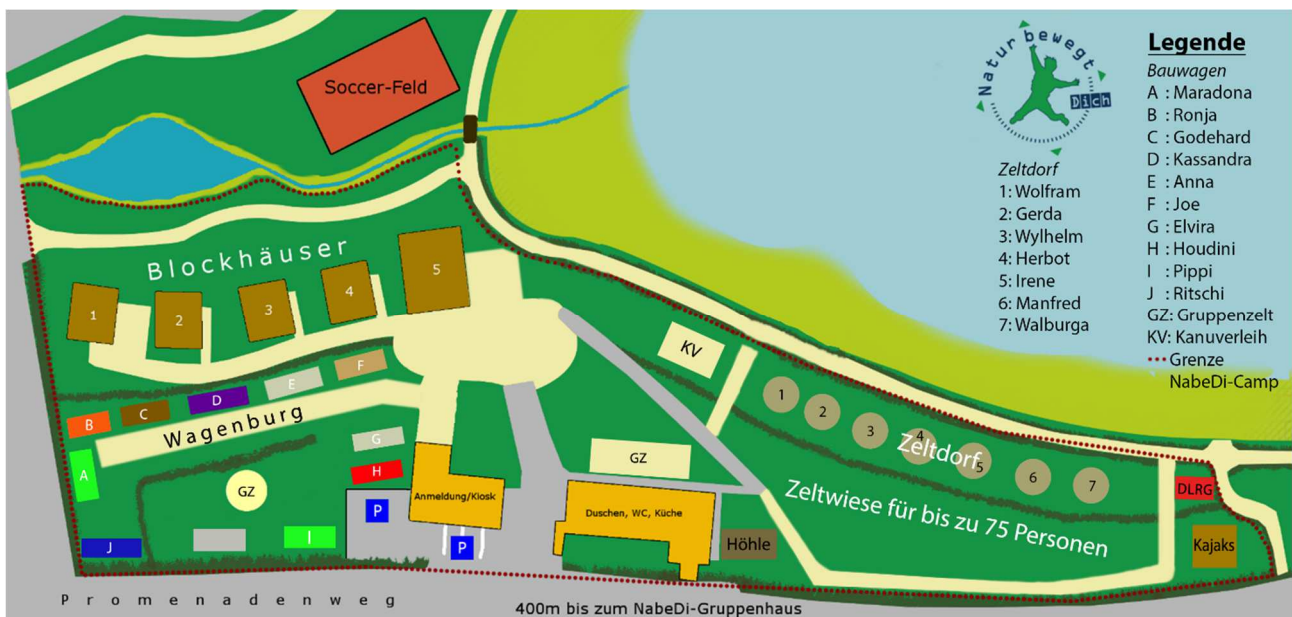 Soccer-Feld
Natur bewegt
Dich
Legende
Bauwagen
A : Maradona
B : Ronja
C : Godehard
D : Kassandra
E : Anna
F : Joe
G : Elvira
H : Houdini
I : Pippi
J : Ritschi
GZ: Gruppenzelt
KV: Kanuverleih
Grenze
NabeDi-Camp
Zeltdorf
1: Wolfram
2: Gerda
3: Wylhelm
4: Herbot
5: Irene
6: Manfred
7: Walburga
Blockhäuser
1
2
3
4
5
KV
F
E
D
C
B
Wagenburg
A
G
H
GZ
P
Anmeldung/Kiosk
P
J
I
GZ
Duschen, WC, Küche
Höhle
1
2
3
4
5
6
7
Zeltdorf
Zeltwiese für bis zu 75 Personen
DLRG
Kajaks
Promenadenweg
400m bis zum NabeDi-Gruppenhaus